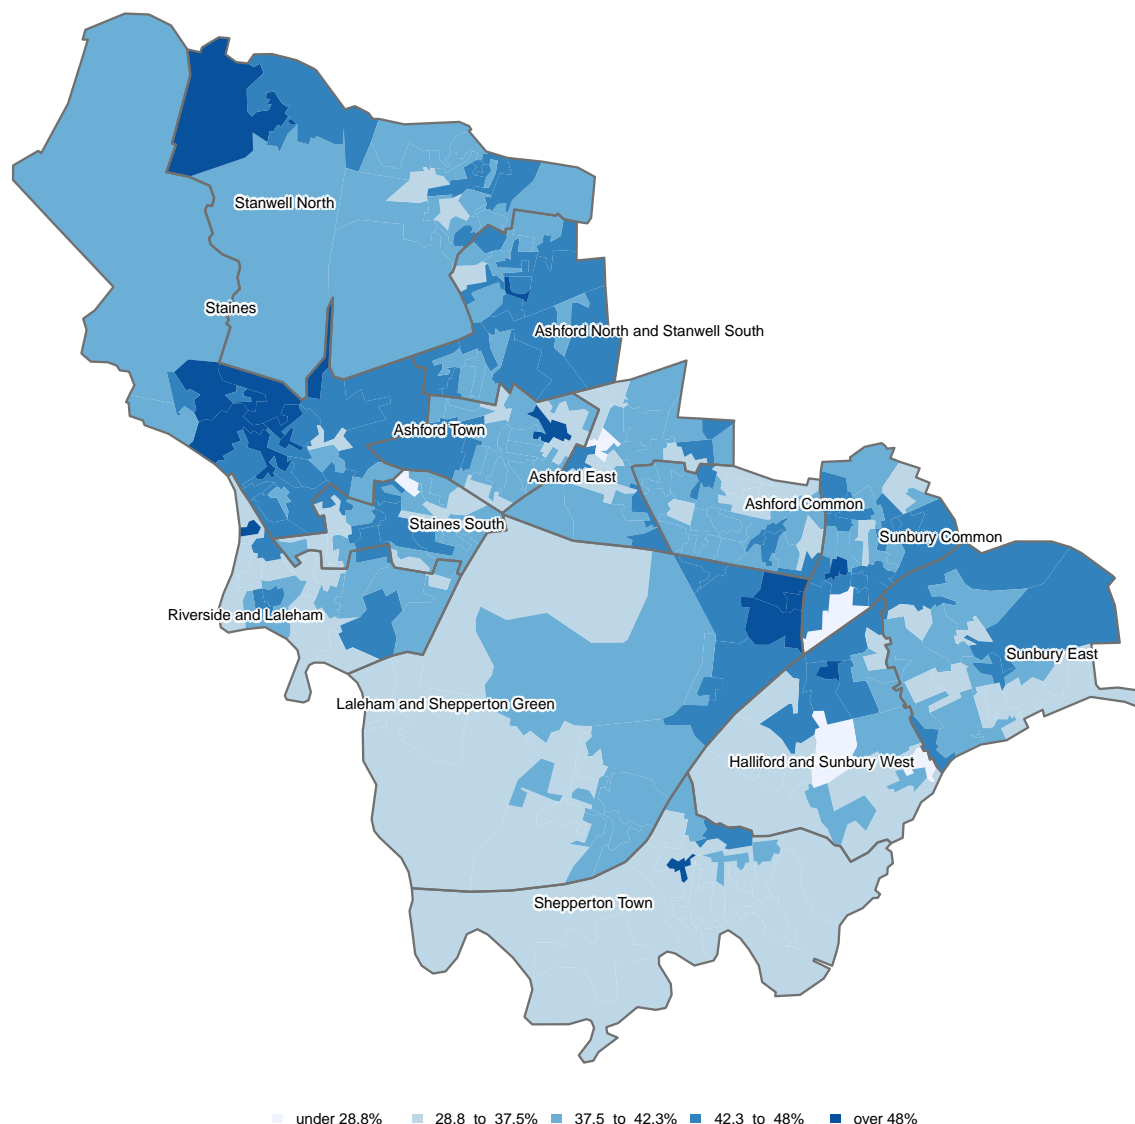 Stanwell North
Staines
Ashford North and Stanwell South
Ashford Town
Ashford East
Ashford Common
Staines South
Sunbury Common
Riverside and Laleham
Sunbury East
Laleham and Shepperton Green
Halliford and Sunbury West
Shepperton Town
under 28.8% 28.8 to 37.5% 37.5 to 42.3% 42.3 to 48% over 48%